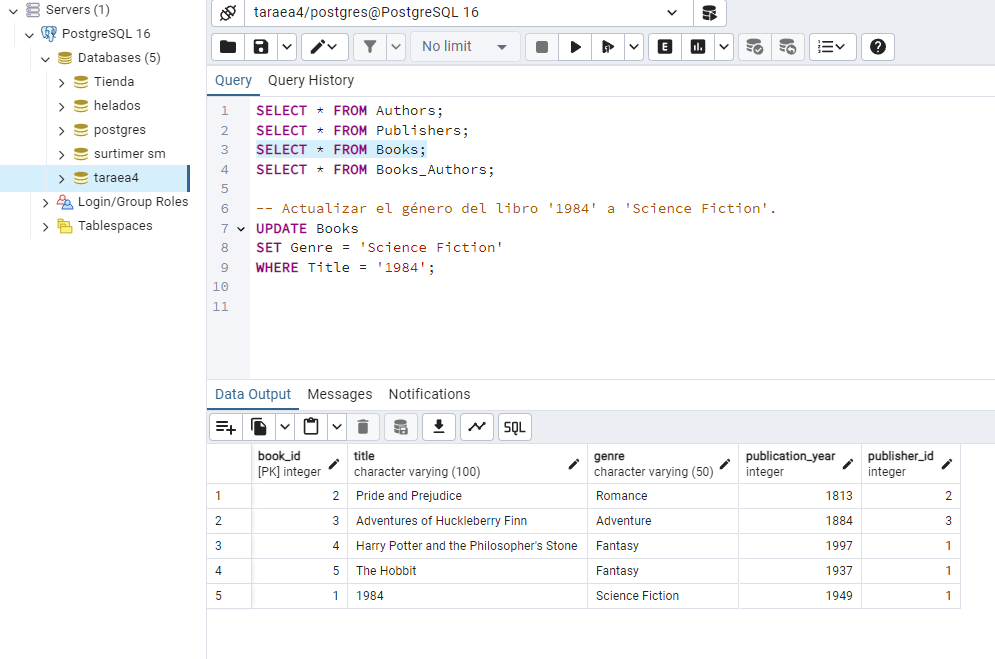 Servers (1)
PostgreSQL 16
Databases (5)
Tienda
helados
postgres
surtimer sm
taraea4
Login/Group Roles
Tablespaces
taraea4/postgres@PostgreSQL 16
No limit
E
Query Query History
1 SELECT * FROM Authors;
2 SELECT * FROM Publishers;
3 SELECT * FROM Books;
4 SELECT * FROM Books_Authors;
5
6 -- Actualizar el género del libro '1984' a 'Science Fiction'.
7 UPDATE Books
8 SET Genre = 'Science Fiction'
9 WHERE Title = '1984';
10
11
Data Output Messages Notifications
SQL
book_id title genre publication_year publisher_id
[PK] integer character varying (100) character varying (50) integer integer
1 2 Pride and Prejudice Romance 1813 2
2 3 Adventures of Huckleberry Finn Adventure 1884 3
3 4 Harry Potter and the Philosopher's Stone Fantasy 1997 1
4 5 The Hobbit Fantasy 1937 1
5 1 1984 Science Fiction 1949 1